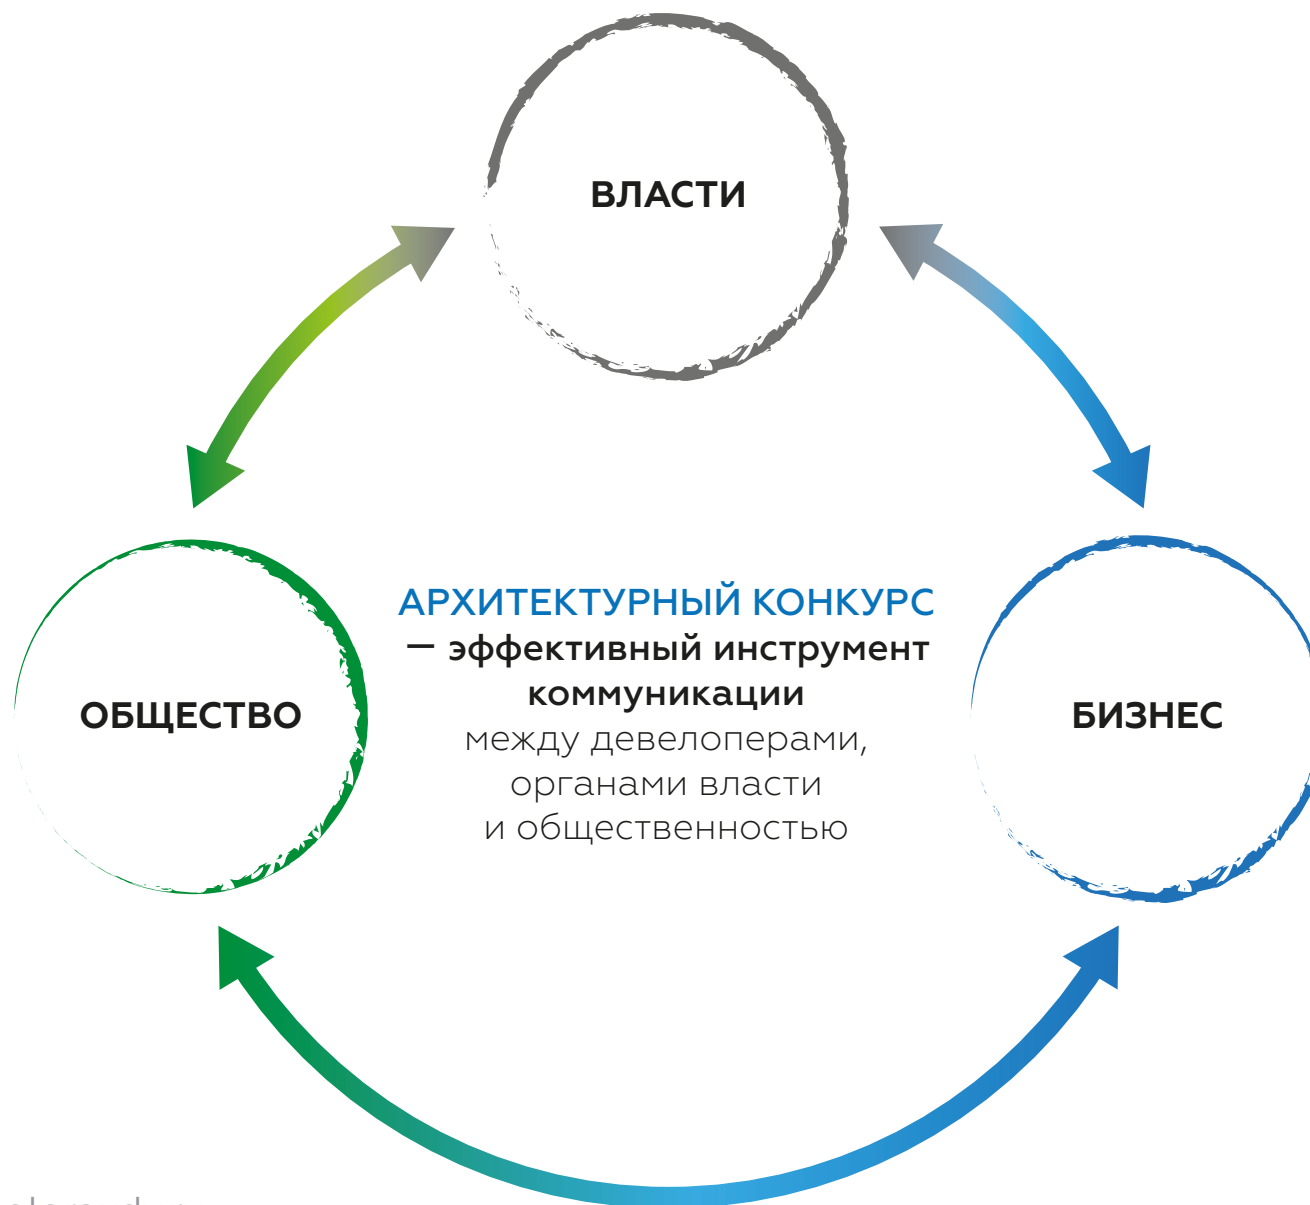 ВЛАСТИ
АРХИТЕКТУРНЫЙ КОНКУРС
— эффективный инструмент
коммуникации
между девелоперами,
органами власти
и общественностью
ОБЩЕСТВО
БИЗНЕС